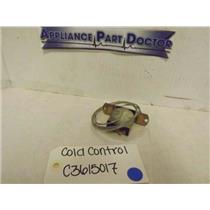 APPLIANCE PART DOCTOR
Cold Control
C3615017